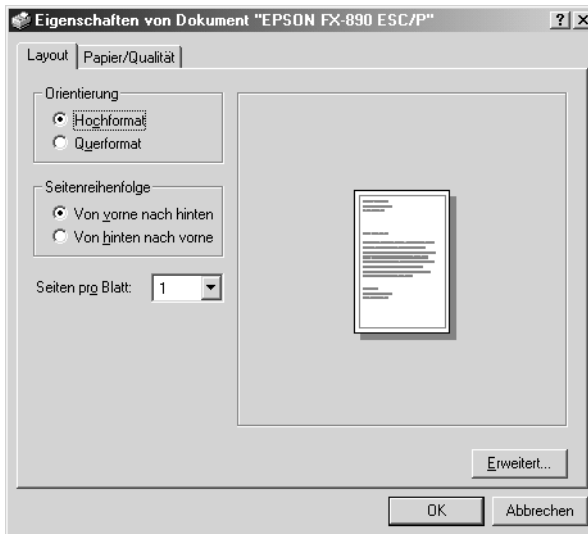 Eigenschaften von Dokument "EPSON FX-890 ESC/P"
Layout
Papier/Qualität
Orientierung
Hochformat
Querformat
Seitenreihenfolge
Von vorne nach hinten
Von hinten nach vorne
Seiten pro Blatt: 1
Erweitert...
OK
Abbrechen